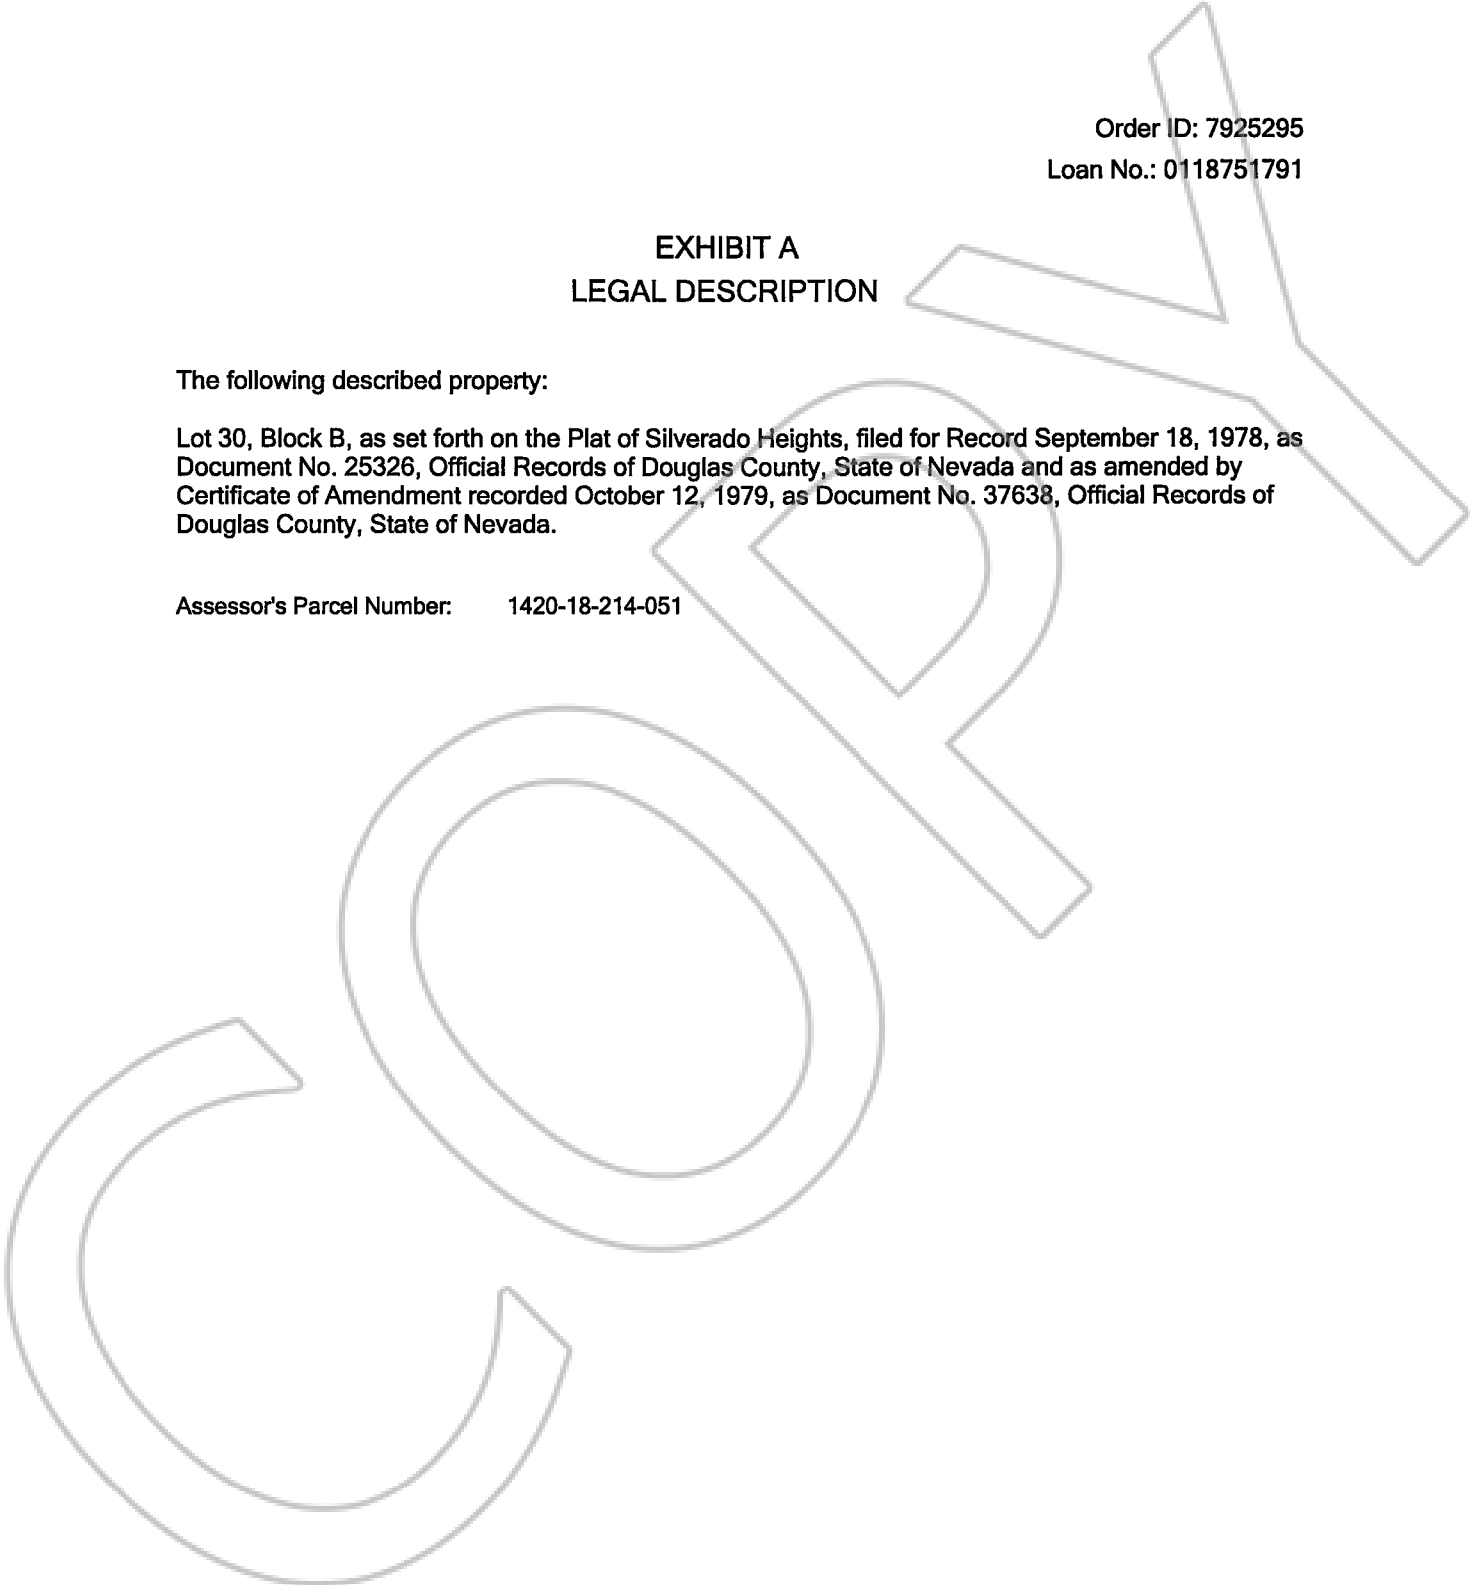 Order ID: 7925295
Loan No.: 0118751791
EXHIBIT A
LEGAL DESCRIPTION
The following described property:
Lot 30, Block B, as set forth on the Plat of Silverado Heights, filed for Record September 18, 1978, as
Document No. 25326, Official Records of Douglas County, State of Nevada and as amended by
Certificate of Amendment recorded October 12, 1979, as Document No. 37638, Official Records of
Douglas County, State of Nevada.
Assessor's Parcel Number: 1420-18-214-051
COPY